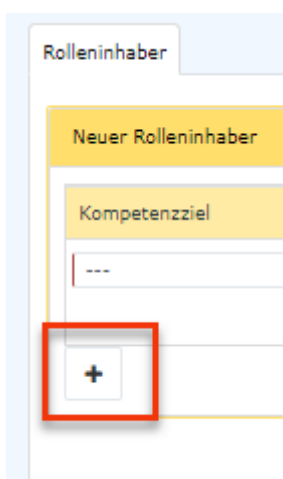 Rolleninhaber
Neuer Rolleninhaber
Kompetenzziel
---
+